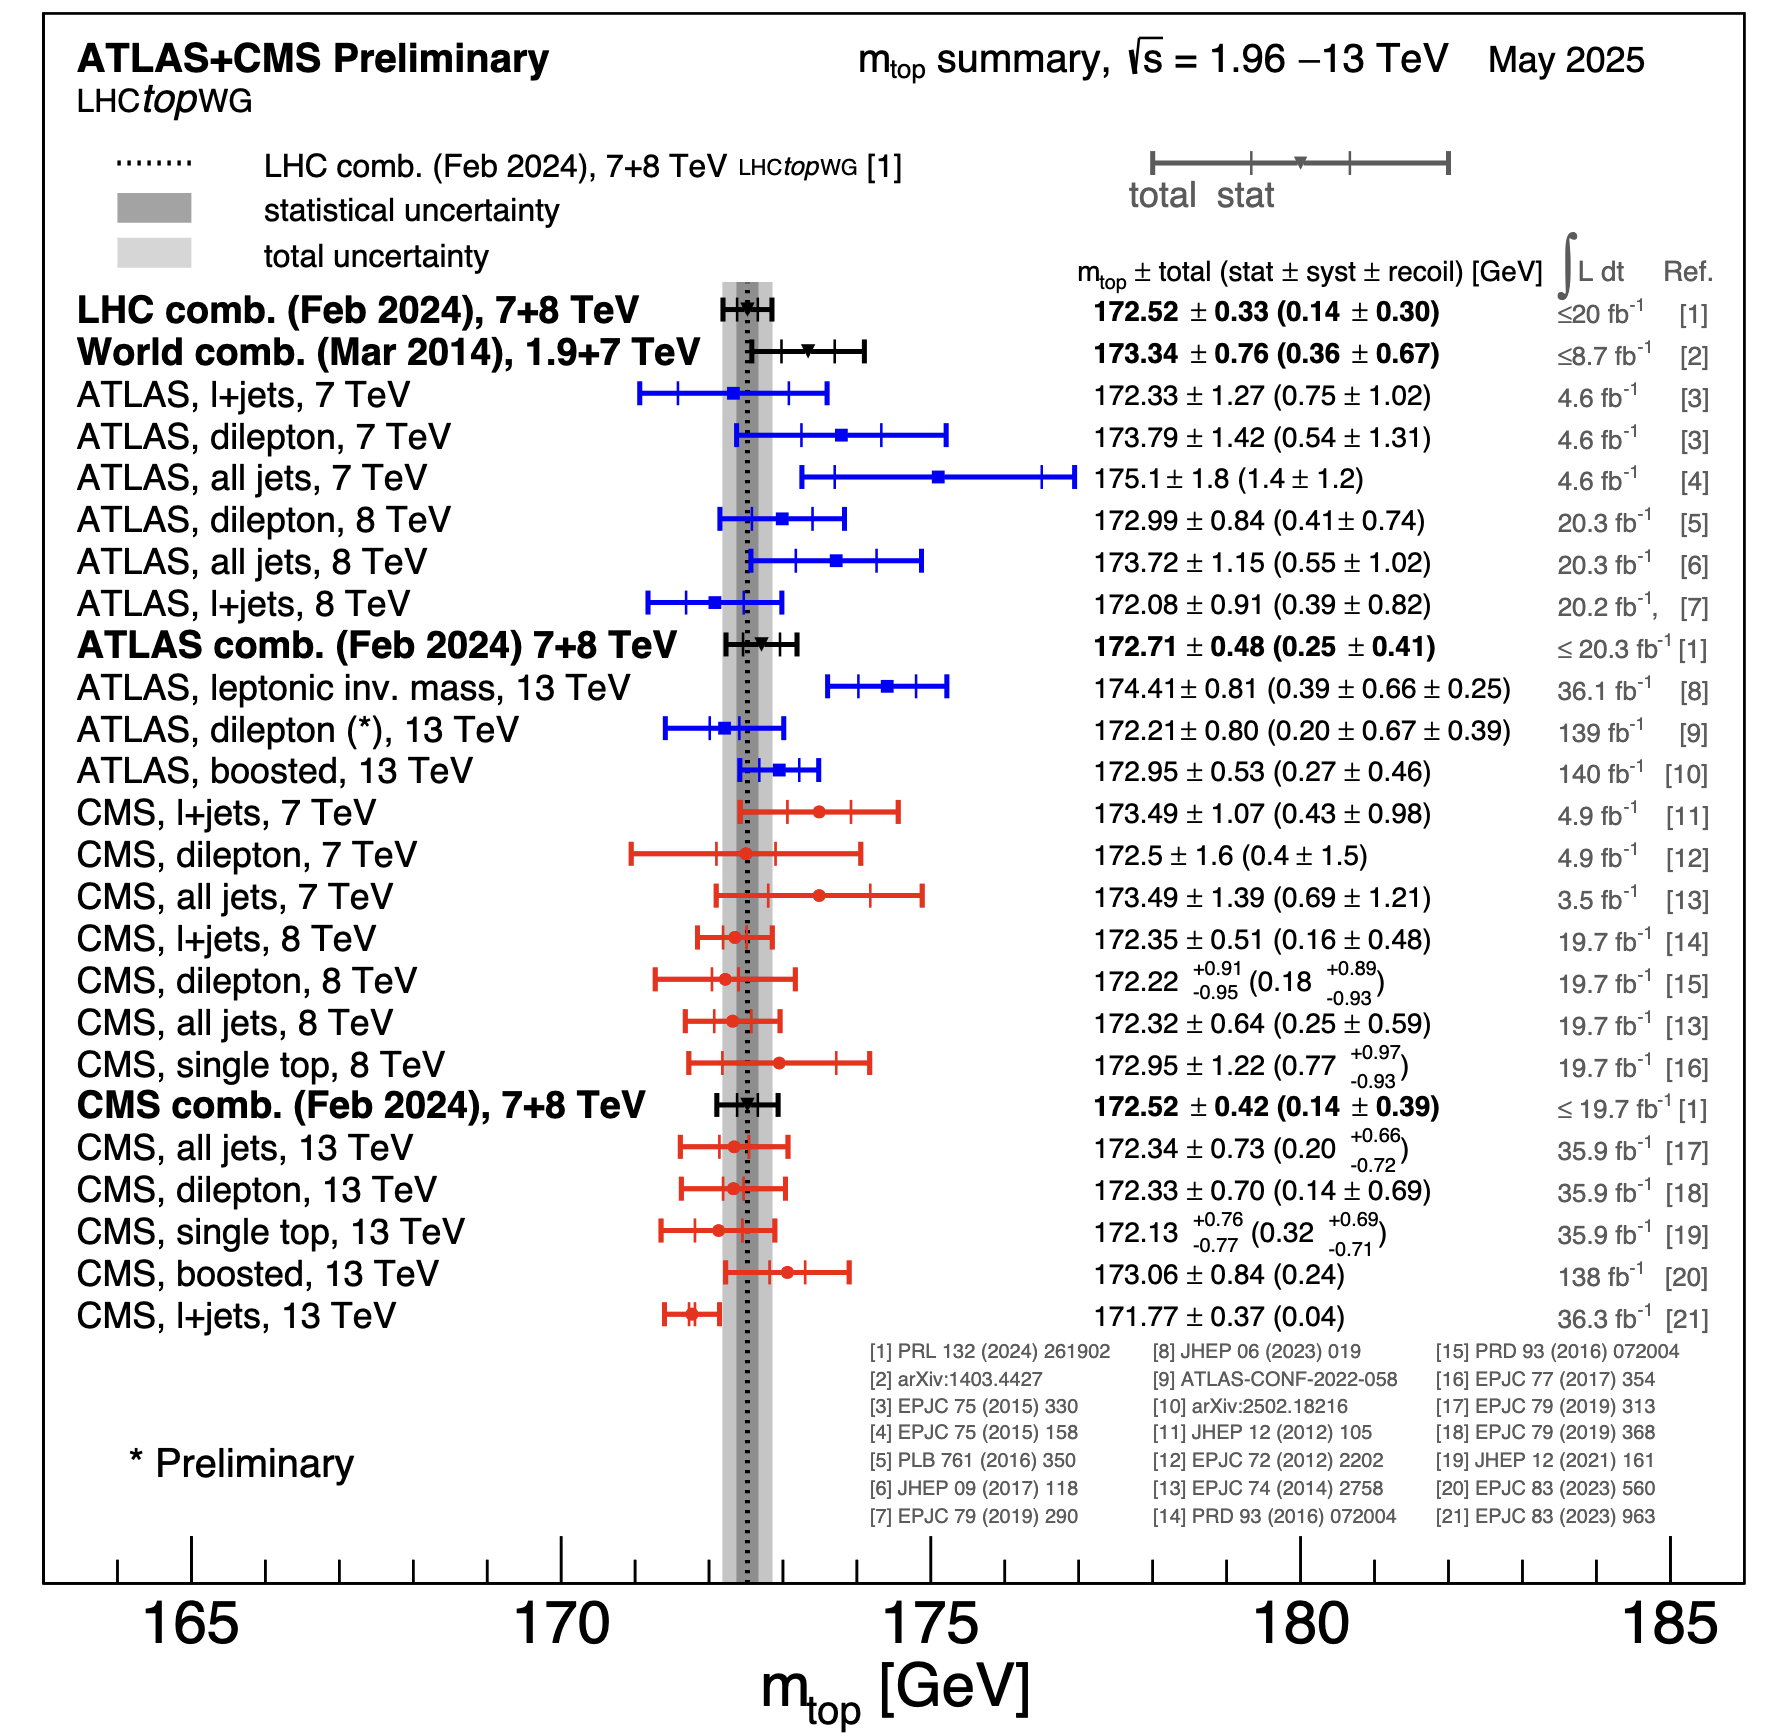 ATLAS+CMS Preliminary
LHCtopWG
m_top summary, √s = 1.96 –13 TeV May 2025
LHC comb. (Feb 2024), 7+8 TeV LHCtopWG [1]
statistical uncertainty
total uncertainty
total stat
m_top ± total (stat ± syst ± recoil) [GeV] ∫L dt Ref.
LHC comb. (Feb 2024), 7+8 TeV 172.52 ± 0.33 (0.14 ± 0.30) ≤20 fb⁻¹ [1]
World comb. (Mar 2014), 1.9+7 TeV 173.34 ± 0.76 (0.36 ± 0.67) ≤8.7 fb⁻¹ [2]
ATLAS, l+jets, 7 TeV 172.33 ± 1.27 (0.75 ± 1.02) 4.6 fb⁻¹ [3]
ATLAS, dilepton, 7 TeV 173.79 ± 1.42 (0.54 ± 1.31) 4.6 fb⁻¹ [3]
ATLAS, all jets, 7 TeV 175.1± 1.8 (1.4 ± 1.2) 4.6 fb⁻¹ [4]
ATLAS, dilepton, 8 TeV 172.99 ± 0.84 (0.41± 0.74) 20.3 fb⁻¹ [5]
ATLAS, all jets, 8 TeV 173.72 ± 1.15 (0.55 ± 1.02) 20.3 fb⁻¹ [6]
ATLAS, l+jets, 8 TeV 172.08 ± 0.91 (0.39 ± 0.82) 20.2 fb⁻¹, [7]
ATLAS comb. (Feb 2024) 7+8 TeV 172.71 ± 0.48 (0.25 ± 0.41) ≤ 20.3 fb⁻¹ [1]
ATLAS, leptonic inv. mass, 13 TeV 174.41± 0.81 (0.39 ± 0.66 ± 0.25) 36.1 fb⁻¹ [8]
ATLAS, dilepton (*), 13 TeV 172.21± 0.80 (0.20 ± 0.67 ± 0.39) 139 fb⁻¹ [9]
ATLAS, boosted, 13 TeV 172.95 ± 0.53 (0.27 ± 0.46) 140 fb⁻¹ [10]
CMS, l+jets, 7 TeV 173.49 ± 1.07 (0.43 ± 0.98) 4.9 fb⁻¹ [11]
CMS, dilepton, 7 TeV 172.5 ± 1.6 (0.4 ± 1.5) 4.9 fb⁻¹ [12]
CMS, all jets, 7 TeV 173.49 ± 1.39 (0.69 ± 1.21) 3.5 fb⁻¹ [13]
CMS, l+jets, 8 TeV 172.35 ± 0.51 (0.16 ± 0.48) 19.7 fb⁻¹ [14]
CMS, dilepton, 8 TeV 172.22 +0.91 -0.95 (0.18 +0.89 -0.93) 19.7 fb⁻¹ [15]
CMS, all jets, 8 TeV 172.32 ± 0.64 (0.25 ± 0.59) 19.7 fb⁻¹ [13]
CMS, single top, 8 TeV 172.95 ± 1.22 (0.77 +0.97 -0.93) 19.7 fb⁻¹ [16]
CMS comb. (Feb 2024), 7+8 TeV 172.52 ± 0.42 (0.14 ± 0.39) ≤ 19.7 fb⁻¹ [1]
CMS, all jets, 13 TeV 172.34 ± 0.73 (0.20 +0.66 -0.72) 35.9 fb⁻¹ [17]
CMS, dilepton, 13 TeV 172.33 ± 0.70 (0.14 ± 0.69) 35.9 fb⁻¹ [18]
CMS, single top, 13 TeV 172.13 +0.76 -0.77 (0.32 +0.69 -0.71) 35.9 fb⁻¹ [19]
CMS, boosted, 13 TeV 173.06 ± 0.84 (0.24) 138 fb⁻¹ [20]
CMS, l+jets, 13 TeV 171.77 ± 0.37 (0.04) 36.3 fb⁻¹ [21]
[1] PRL 132 (2024) 261902
[2] arXiv:1403.4427
[3] EPJC 75 (2015) 330
[4] EPJC 75 (2015) 158
[5] PLB 761 (2016) 350
[6] JHEP 09 (2017) 118
[7] EPJC 79 (2019) 290
[8] JHEP 06 (2023) 019
[9] ATLAS-CONF-2022-058
[10] arXiv:2502.18216
[11] JHEP 12 (2012) 105
[12] EPJC 72 (2012) 2202
[13] EPJC 74 (2014) 2758
[14] PRD 93 (2016) 072004
[15] PRD 93 (2016) 072004
[16] EPJC 77 (2017) 354
[17] EPJC 79 (2019) 313
[18] EPJC 79 (2019) 368
[19] JHEP 12 (2021) 161
[20] EPJC 83 (2023) 560
[21] EPJC 83 (2023) 963
* Preliminary
165 170 175 180 185
m_top [GeV]